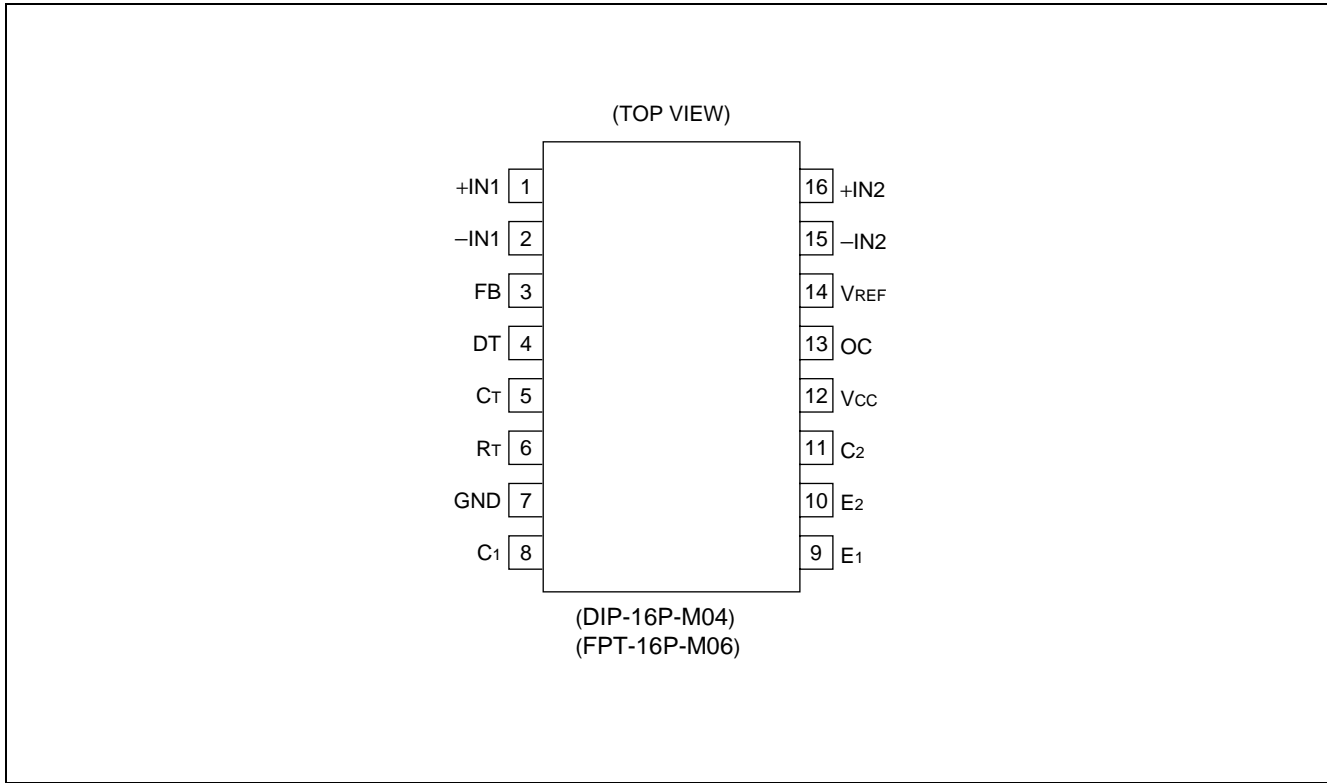 (TOP VIEW)
+IN1 1 16 +IN2
−IN1 2 15 −IN2
FB 3 14 VREF
DT 4 13 OC
CT 5 12 VCC
RT 6 11 C2
GND 7 10 E2
C1 8 9 E1
(DIP-16P-M04)
(FPT-16P-M06)